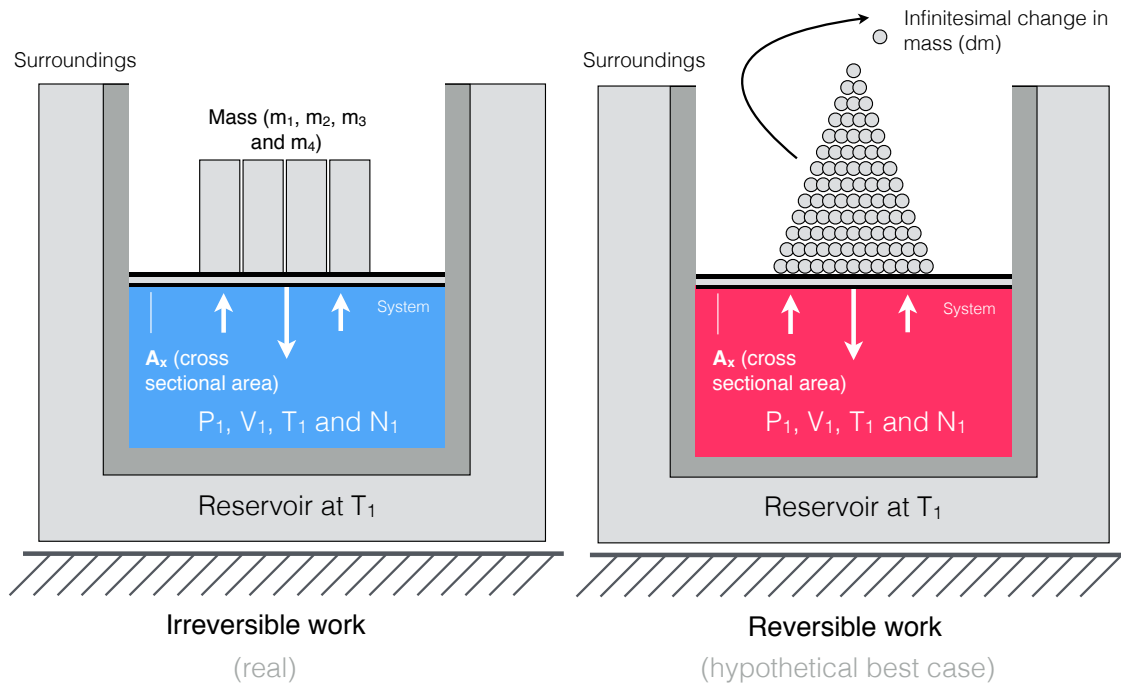 Surroundings
Mass (m₁, m₂, m₃
and m₄)
System
Aₓ (cross
sectional area)
P₁, V₁, T₁ and N₁
Reservoir at T₁
Irreversible work
(real)
Infinitesimal change in
mass (dm)
Surroundings
System
Aₓ (cross
sectional area)
P₁, V₁, T₁ and N₁
Reservoir at T₁
Reversible work
(hypothetical best case)